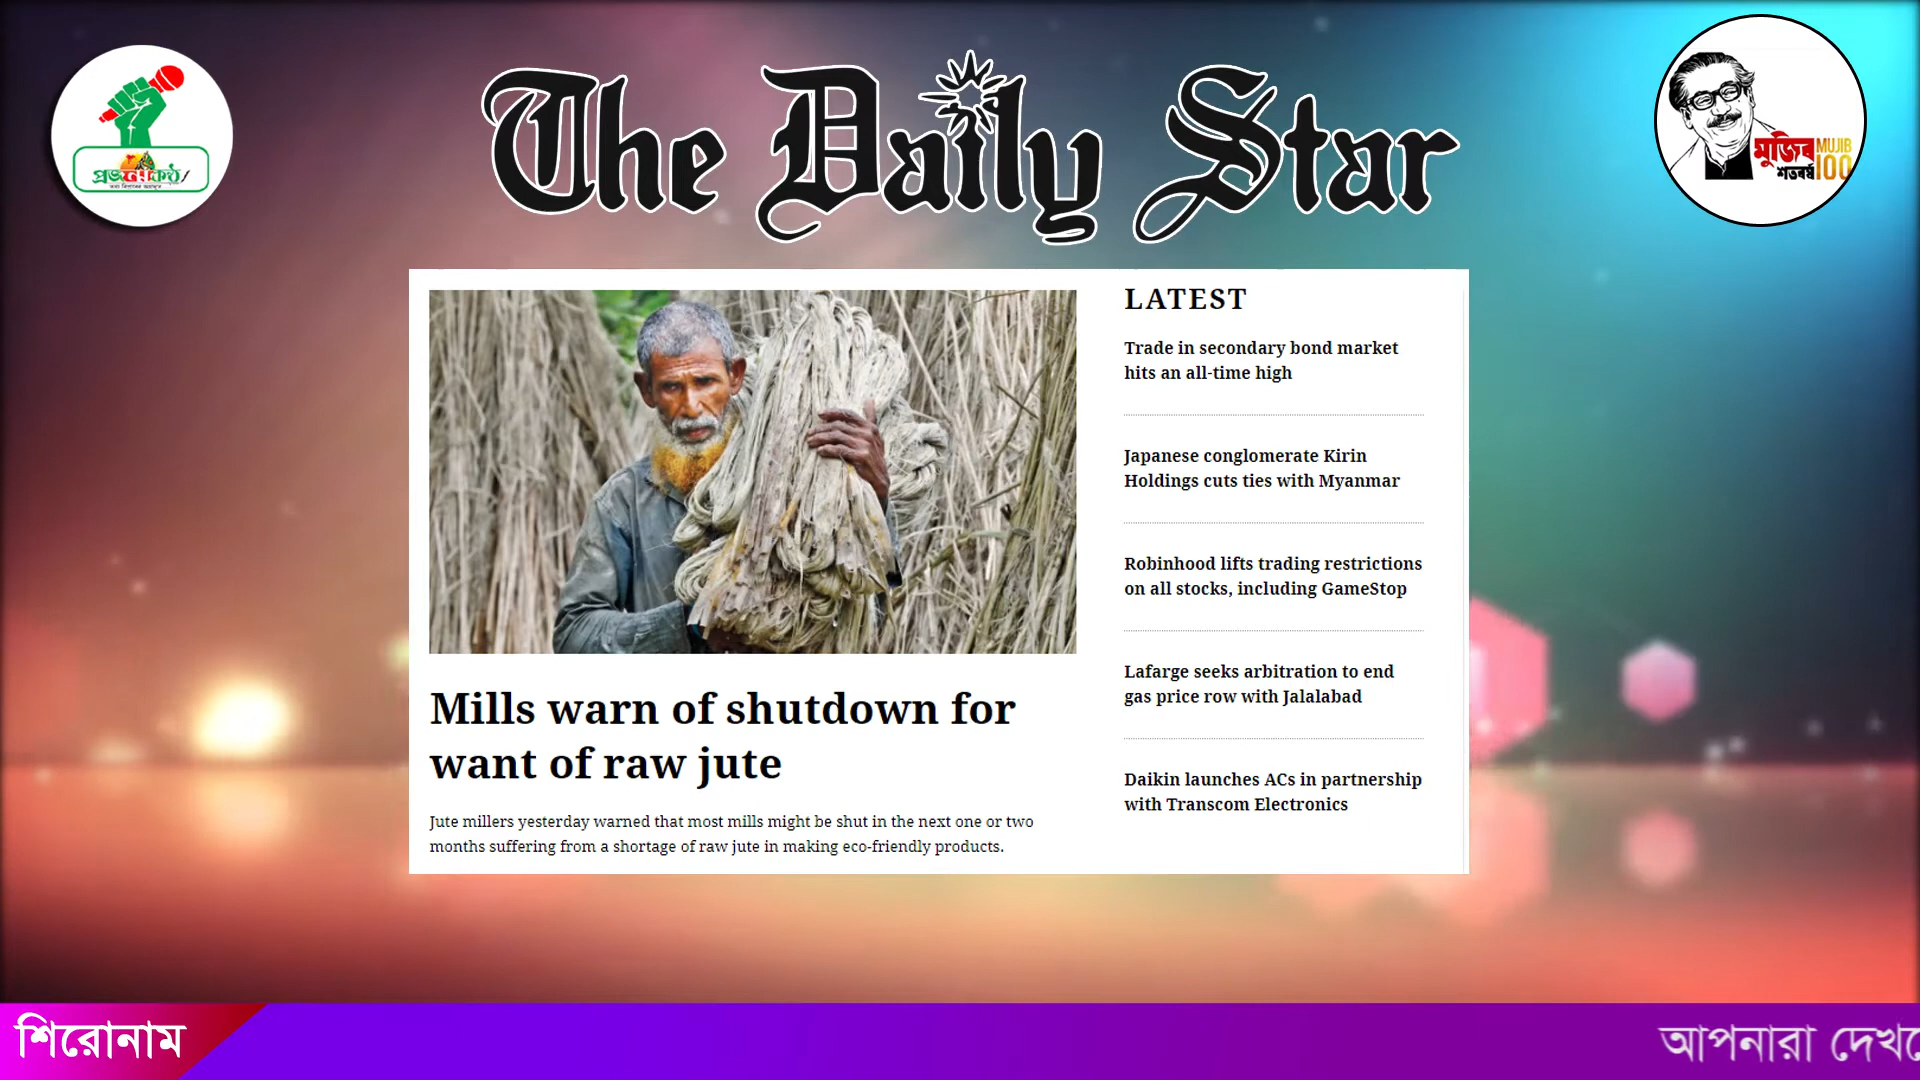 The Daily Star
প্রজন্মকণ্ঠ
মুজিব
শতবর্ষ
MUJIB
100
LATEST
Trade in secondary bond market
hits an all-time high
Japanese conglomerate Kirin
Holdings cuts ties with Myanmar
Robinhood lifts trading restrictions
on all stocks, including GameStop
Lafarge seeks arbitration to end
gas price row with Jalalabad
Daikin launches ACs in partnership
with Transcom Electronics
Mills warn of shutdown for
want of raw jute
Jute millers yesterday warned that most mills might be shut in the next one or two
months suffering from a shortage of raw jute in making eco-friendly products.
শিরোনাম
আপনারা